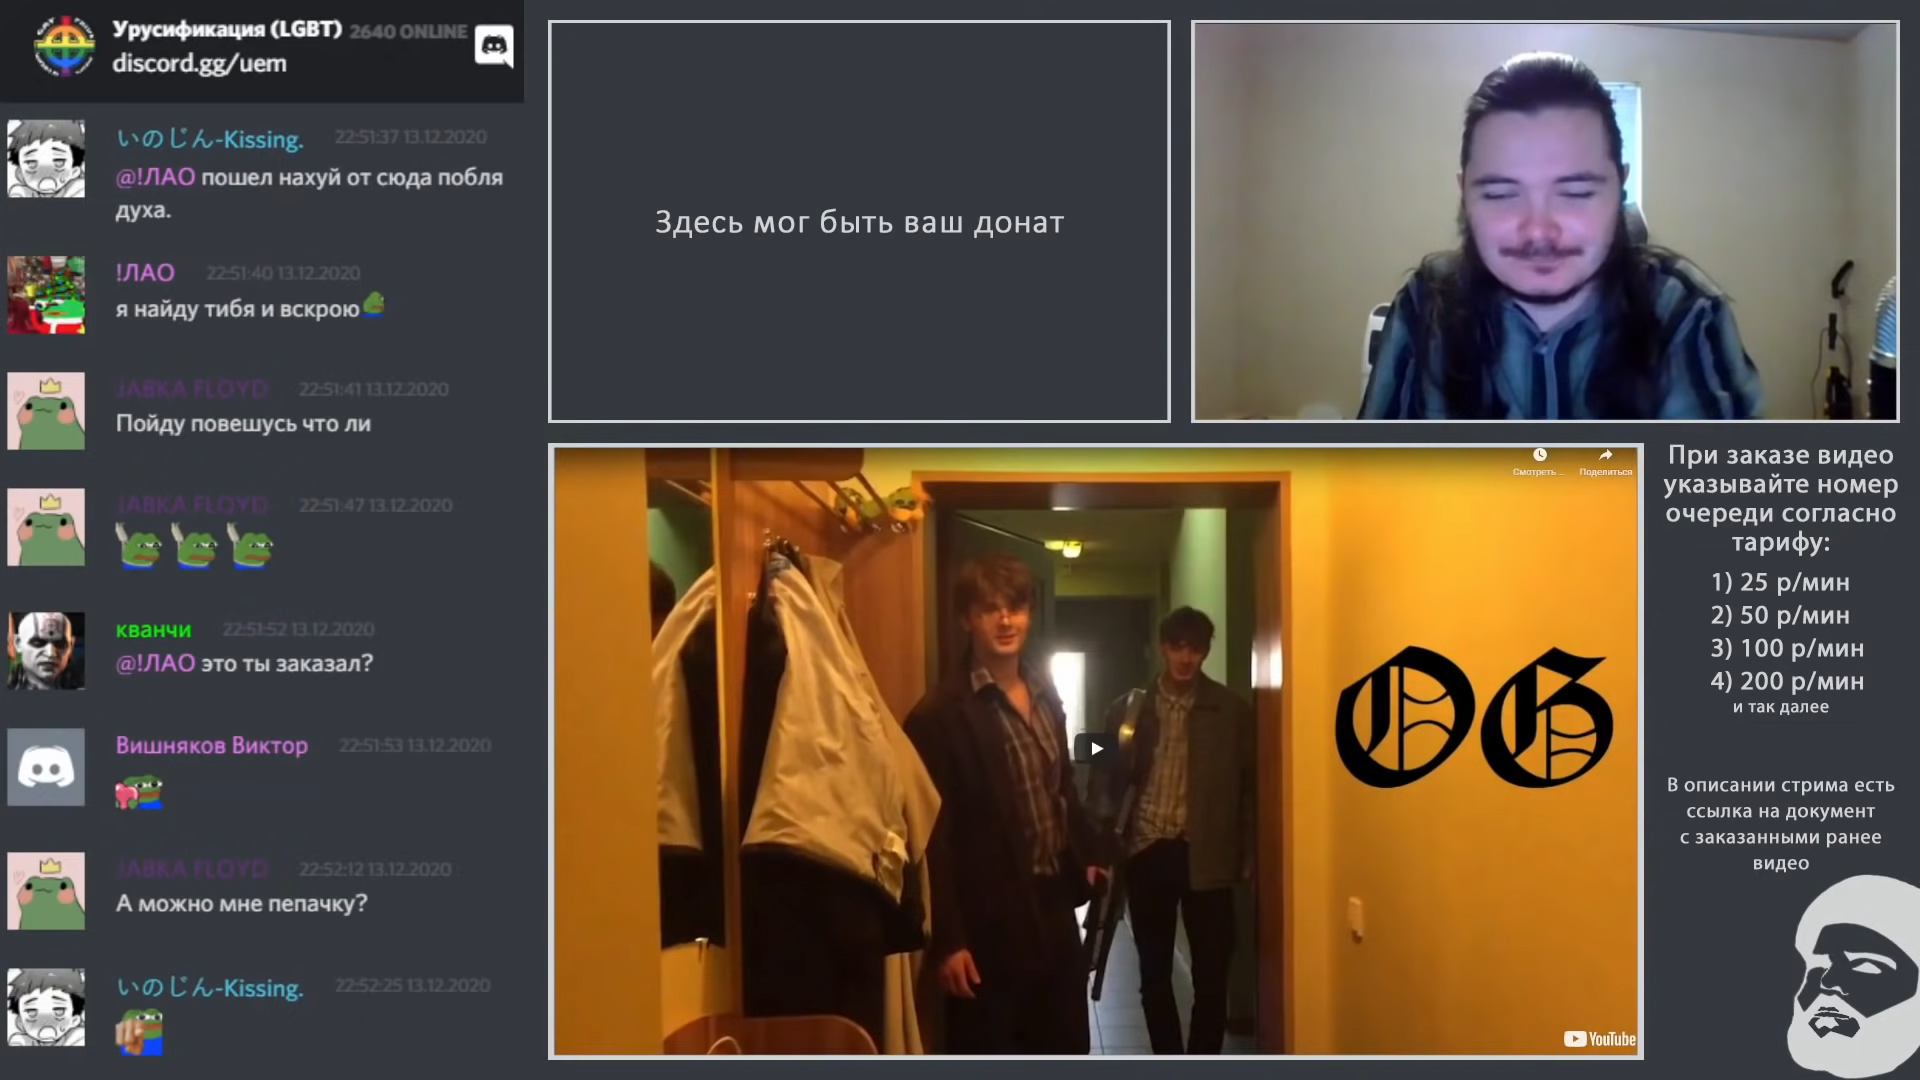 Урусификация (LGBT) 2640 ONLINE
discord.gg/uem
いのじん-Kissing. 22:51:37 13.12.2020
@!ЛАО пошел нахуй от сюда побля
духа.
!ЛАО 22:51:40 13.12.2020
я найду тибя и вскрою
JABKA FLOYD 22:51:41 13.12.2020
Пойду повешусь что ли
JABKA FLOYD 22:51:47 13.12.2020
кванчи 22:51:52 13.12.2020
@!ЛАО это ты заказал?
Вишняков Виктор 22:51:53 13.12.2020
JABKA FLOYD 22:52:12 13.12.2020
А можно мне пепачку?
いのじん-Kissing. 22:52:25 13.12.2020
Здесь мог быть ваш донат
Смотреть ...
Поделиться
OG
YouTube
При заказе видео
указывайте номер
очереди согласно
тарифу:
1) 25 р/мин
2) 50 р/мин
3) 100 р/мин
4) 200 р/мин
и так далее
В описании стрима есть
ссылка на документ
с заказанными ранее
видео